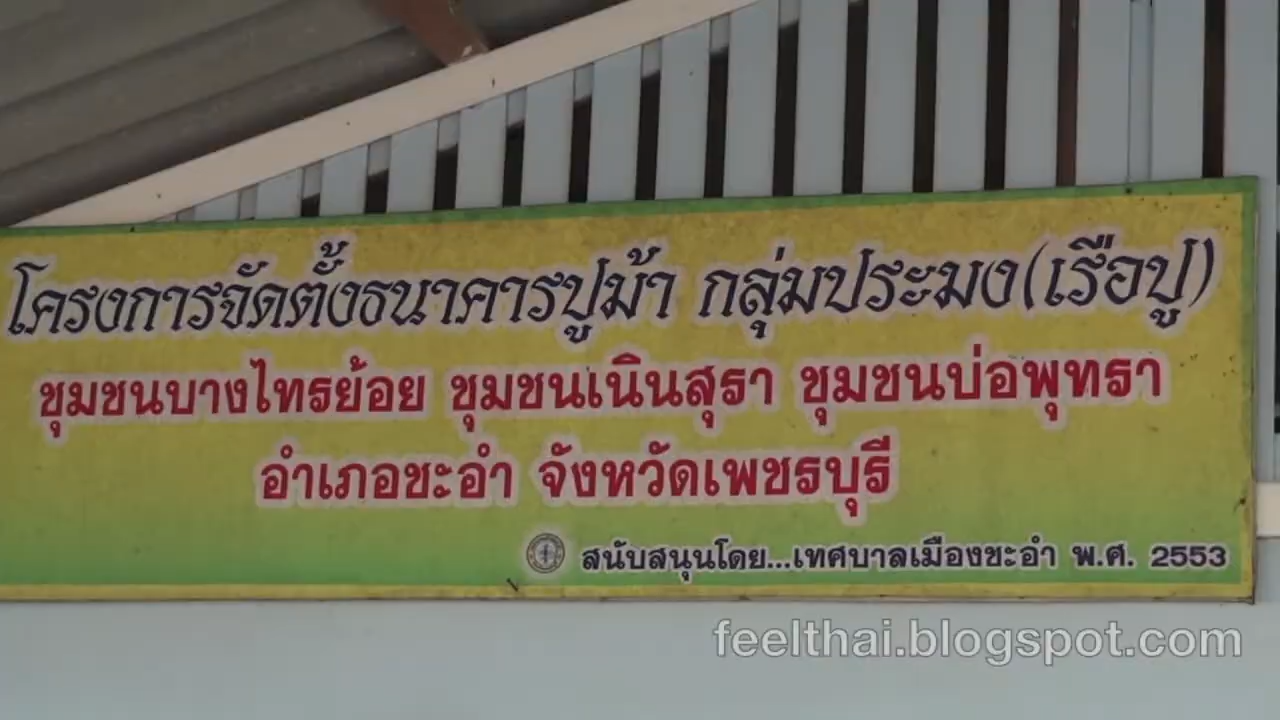 โครงการจัดตั้งธนาคารปูม้า กลุ่มประมง(เรือปู)
ชุมชนบางไทรย้อย ชุมชนเนินสุรา ชุมชนบ่อพุทรา
อำเภอชะอำ จังหวัดเพชรบุรี
สนับสนุนโดย...เทศบาลเมืองชะอำ พ.ศ. 2553
feelthai.blogspot.com